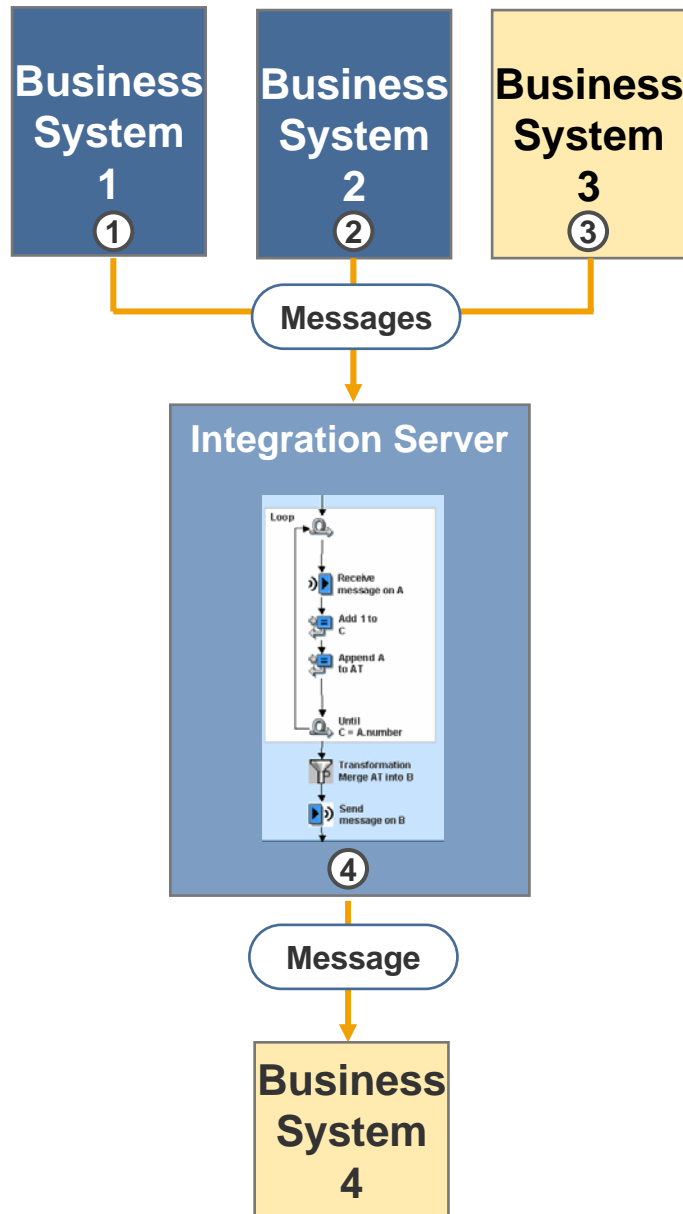 Business
System
1
1
Business
System
2
2
Business
System
3
3
Messages
Integration Server
Loop
Receive
message on A
Add 1 to
C
Append A
to AT
Until
C = A.number
Transformation
Merge AT into B
Send
message on B
4
Message
Business
System
4